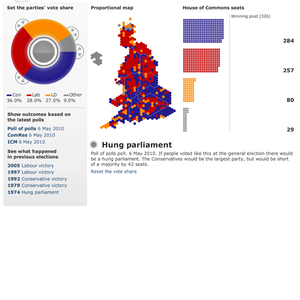 Set the parties' vote share
Con
36.0%
Lab
28.0%
LD
27.0%
Other
9.0%
Show outcomes based on
the latest polls
Poll of polls 6 May 2010
ComRes 6 May 2010
ICM 6 May 2010
See what happened
in previous elections
2005 Labour victory
1997 Labour victory
1992 Conservative victory
1979 Conservative victory
1974 Hung parliament
Proportional map
House of Commons seats
Winning post (326)
284
257
80
29
Hung parliament
Poll of polls poll. 6 May 2010. If people voted like this at the general election there would
be a hung parliament. The Conservatives would be the largest party, but would be short
of a majority by 42 seats.
Reset the vote share